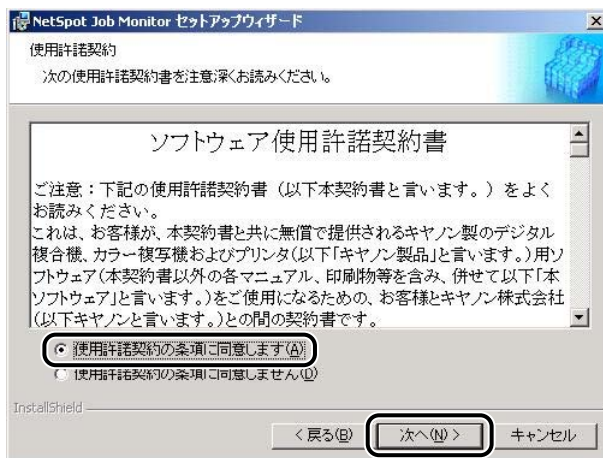 NetSpot Job Monitor セットアップウィザード
使用許諾契約
次の使用許諾契約書を注意深くお読みください。
ソフトウェア使用許諾契約書
ご注意：下記の使用許諾契約書（以下本契約書と言います。）をよく
お読みください。
これは、お客様が、本契約書と共に無償で提供されるキヤノン製のデジタル
複合機、カラー複写機およびプリンタ(以下「キヤノン製品」と言います。)用ソ
フトウェア(本契約書以外の各マニュアル、印刷物等を含み、併せて以下「本
ソフトウェア」と言います。)をご使用になるための、お客様とキヤノン株式会社
(以下キヤノンと言います。)との間の契約書です。
使用許諾契約の条項に同意します(A)
使用許諾契約の条項に同意しません(D)
InstallShield
< 戻る(B)
次へ(N) >
キャンセル